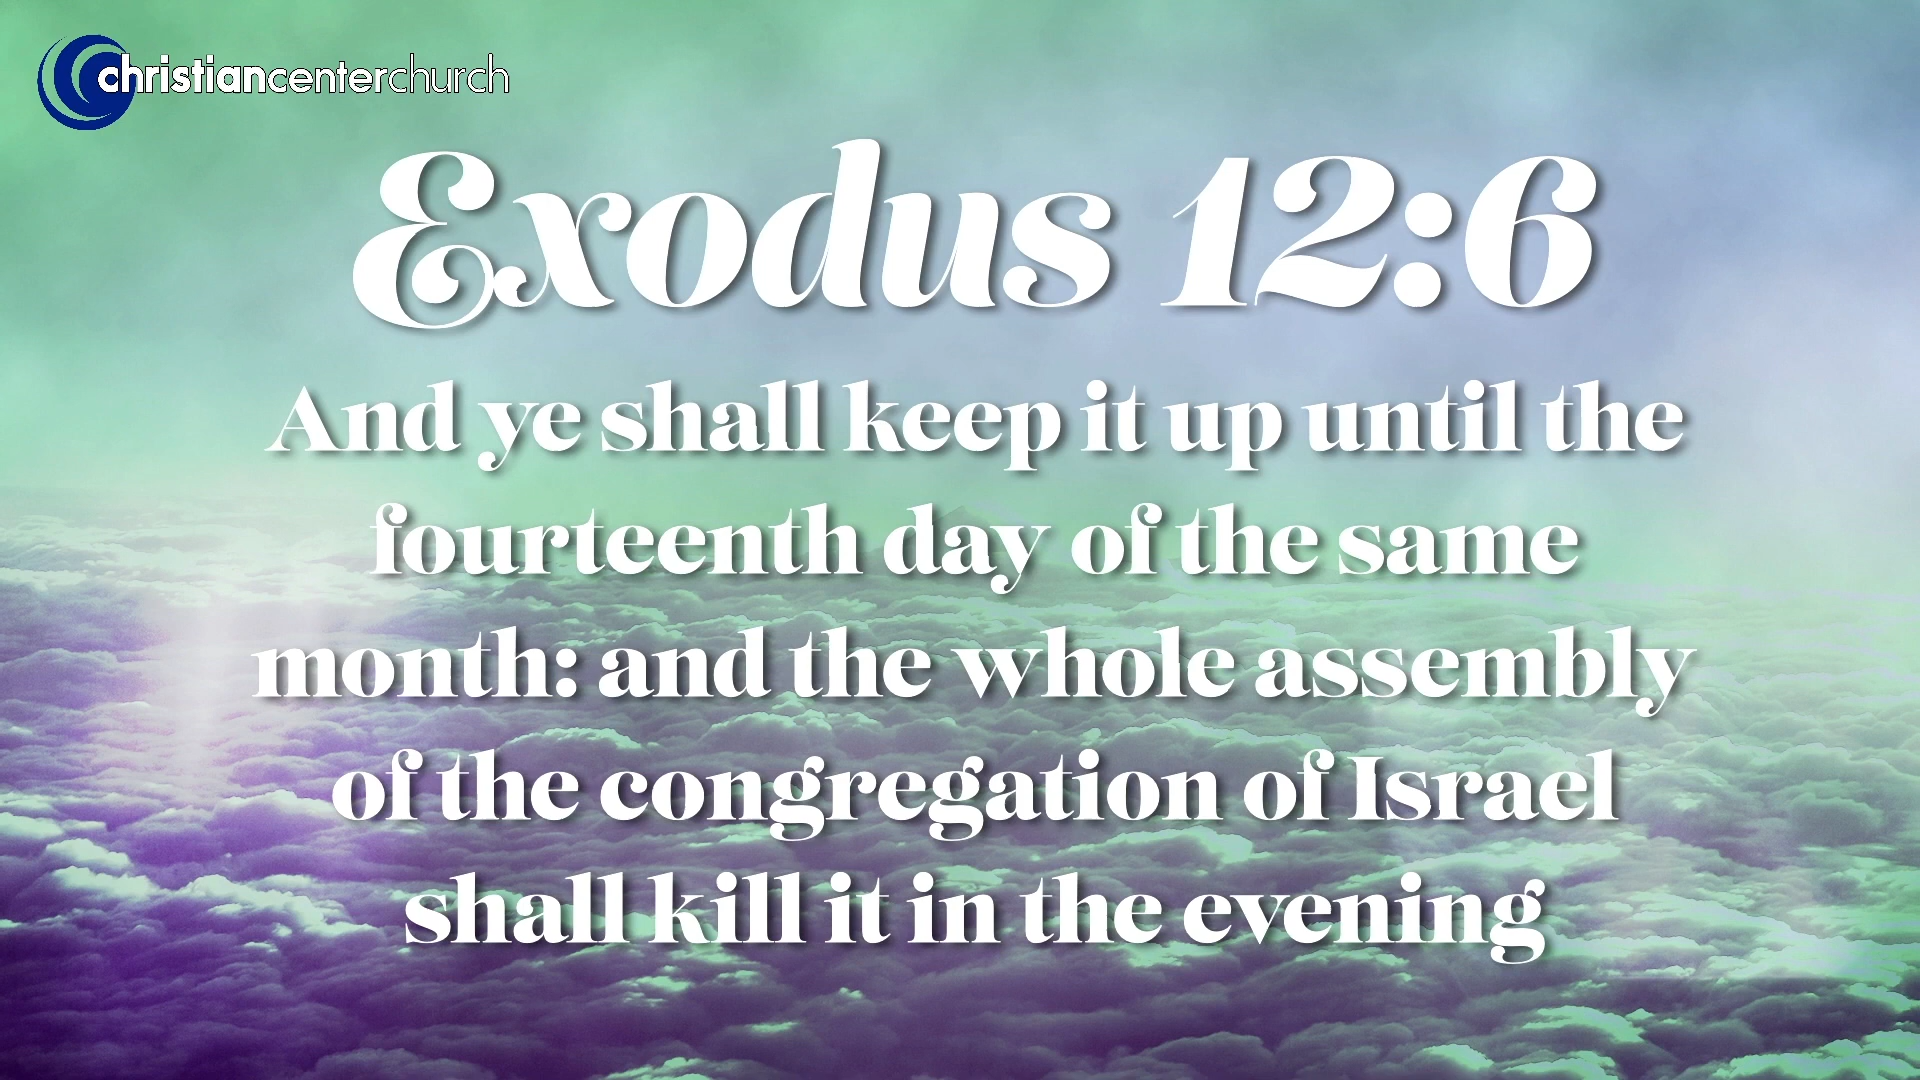 christiancenterchurch
Exodus 12:6
And ye shall keep it up until the
fourteenth day of the same
month: and the whole assembly
of the congregation of Israel
shall kill it in the evening